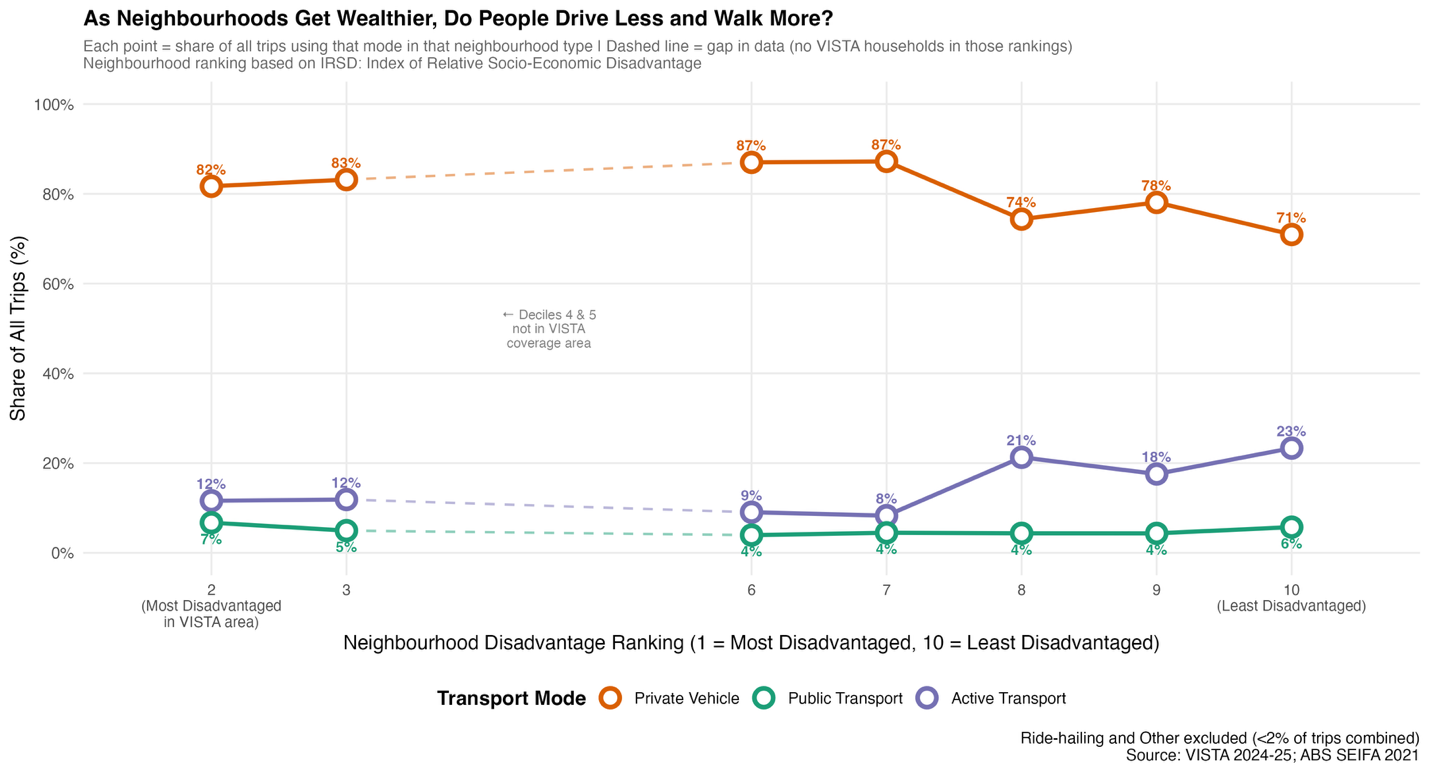 As Neighbourhoods Get Wealthier, Do People Drive Less and Walk More?
Each point = share of all trips using that mode in that neighbourhood type | Dashed line = gap in data (no VISTA households in those rankings)
Neighbourhood ranking based on IRSD: Index of Relative Socio-Economic Disadvantage
Share of All Trips (%)
100%
80%
60%
40%
20%
0%
82%
83%
87%
87%
74%
78%
71%
← Deciles 4 & 5
not in VISTA
coverage area
12%
12%
9%
8%
21%
18%
23%
7%
5%
4%
4%
4%
4%
6%
2
(Most Disadvantaged
in VISTA area)
3
6
7
8
9
10
(Least Disadvantaged)
Neighbourhood Disadvantage Ranking (1 = Most Disadvantaged, 10 = Least Disadvantaged)
Transport Mode Private Vehicle Public Transport Active Transport
Ride-hailing and Other excluded (<2% of trips combined)
Source: VISTA 2024-25; ABS SEIFA 2021